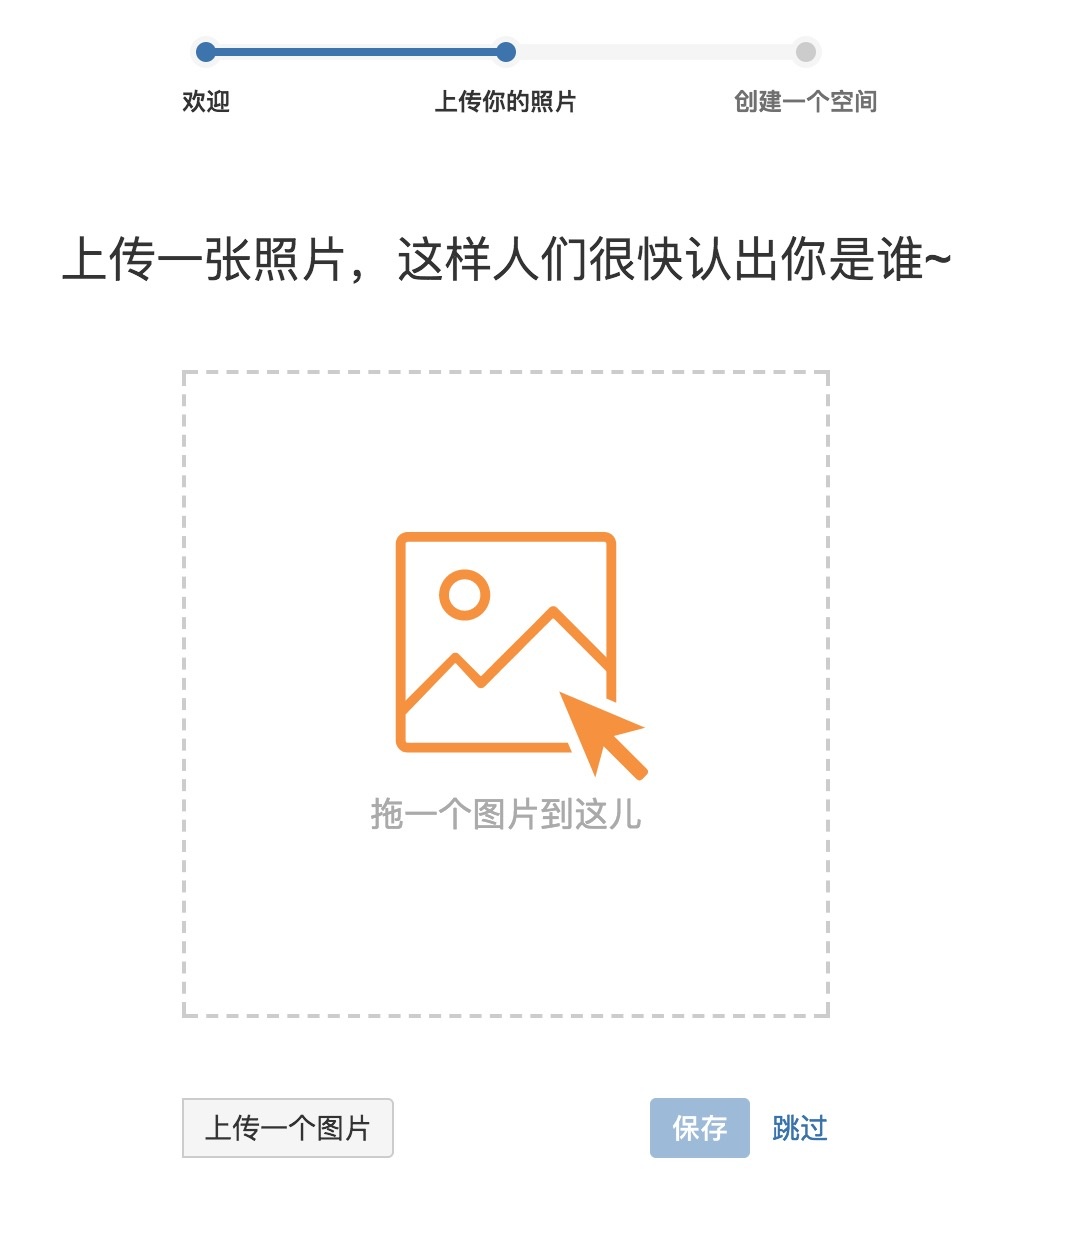 欢迎
上传你的照片
创建一个空间
上传一张照片，这样人们很快认出你是谁~
拖一个图片到这儿
上传一个图片
保存
跳过